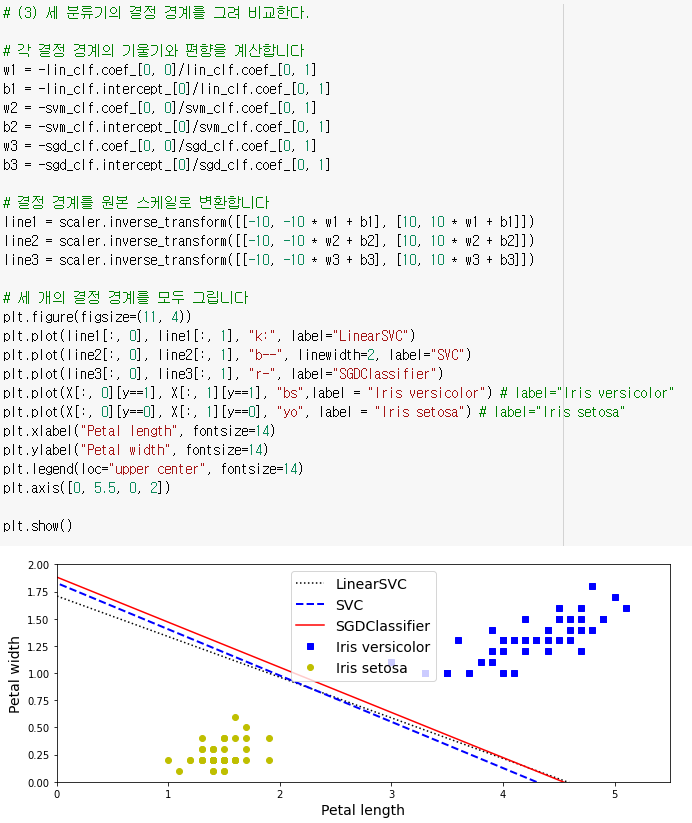 # (3) 세 분류기의 결정 경계를 그려 비교한다.
# 각 결정 경계의 기울기와 편향을 계산합니다
w1 = -lin_clf.coef_[0, 0]/lin_clf.coef_[0, 1]
b1 = -lin_clf.intercept_[0]/lin_clf.coef_[0, 1]
w2 = -svm_clf.coef_[0, 0]/svm_clf.coef_[0, 1]
b2 = -svm_clf.intercept_[0]/svm_clf.coef_[0, 1]
w3 = -sgd_clf.coef_[0, 0]/sgd_clf.coef_[0, 1]
b3 = -sgd_clf.intercept_[0]/sgd_clf.coef_[0, 1]
# 결정 경계를 원본 스케일로 변환합니다
line1 = scaler.inverse_transform([[-10, -10 * w1 + b1], [10, 10 * w1 + b1]])
line2 = scaler.inverse_transform([[-10, -10 * w2 + b2], [10, 10 * w2 + b2]])
line3 = scaler.inverse_transform([[-10, -10 * w3 + b3], [10, 10 * w3 + b3]])
# 세 개의 결정 경계를 모두 그립니다
plt.figure(figsize=(11, 4))
plt.plot(line1[:, 0], line1[:, 1], "k:", label="LinearSVC")
plt.plot(line2[:, 0], line2[:, 1], "b--", linewidth=2, label="SVC")
plt.plot(line3[:, 0], line3[:, 1], "r-", label="SGDClassifier")
plt.plot(X[:, 0][y==1], X[:, 1][y==1], "bs",label = "Iris versicolor") # label="Iris versicolor"
plt.plot(X[:, 0][y==0], X[:, 1][y==0], "yo", label = "Iris setosa") # label="Iris setosa"
plt.xlabel("Petal length", fontsize=14)
plt.ylabel("Petal width", fontsize=14)
plt.legend(loc="upper center", fontsize=14)
plt.axis([0, 5.5, 0, 2])
plt.show()
2.00
1.75
1.50
1.25
1.00
0.75
0.50
0.25
0.00
Petal width
LinearSVC
SVC
SGDClassifier
Iris versicolor
Iris setosa
0 1 2 3 4 5
Petal length